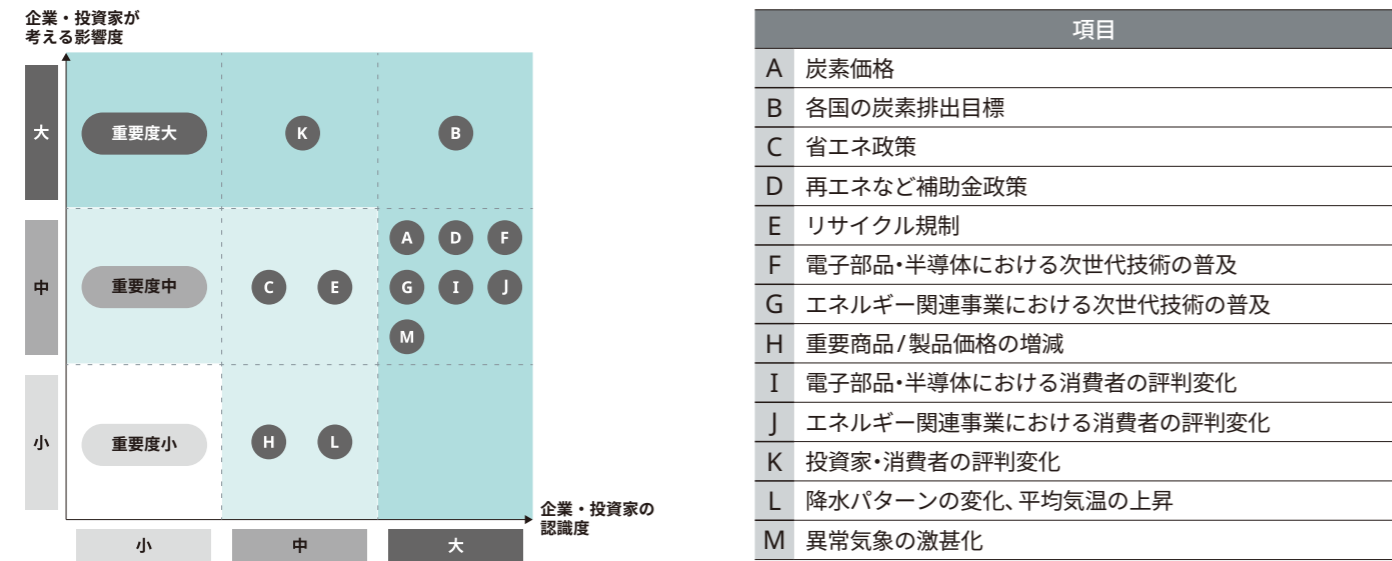 企業・投資家が
考える影響度
大
重要度大
K
B
中
重要度中
C
E
A
D
F
G
I
J
M
小
重要度小
H
L
企業・投資家の
認識度
小
中
大
項目
A 炭素価格
B 各国の炭素排出目標
C 省エネ政策
D 再エネなど補助金政策
E リサイクル規制
F 電子部品・半導体における次世代技術の普及
G エネルギー関連事業における次世代技術の普及
H 重要商品/製品価格の増減
I 電子部品・半導体における消費者の評判変化
J エネルギー関連事業における消費者の評判変化
K 投資家・消費者の評判変化
L 降水パターンの変化、平均気温の上昇
M 異常気象の激甚化